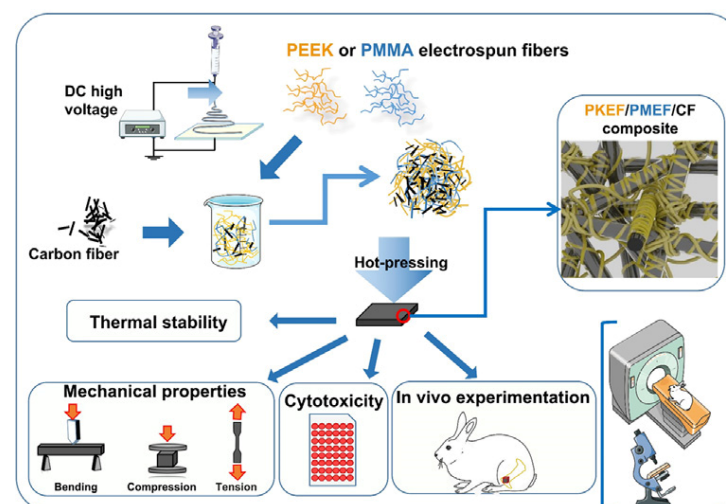 PEEK or PMMA electrospun fibers
DC high
voltage
PKEF/PMEF/CF
composite
Carbon fiber
Hot-pressing
Thermal stability
Mechanical properties
Bending
Compression
Tension
Cytotoxicity
In vivo experimentation